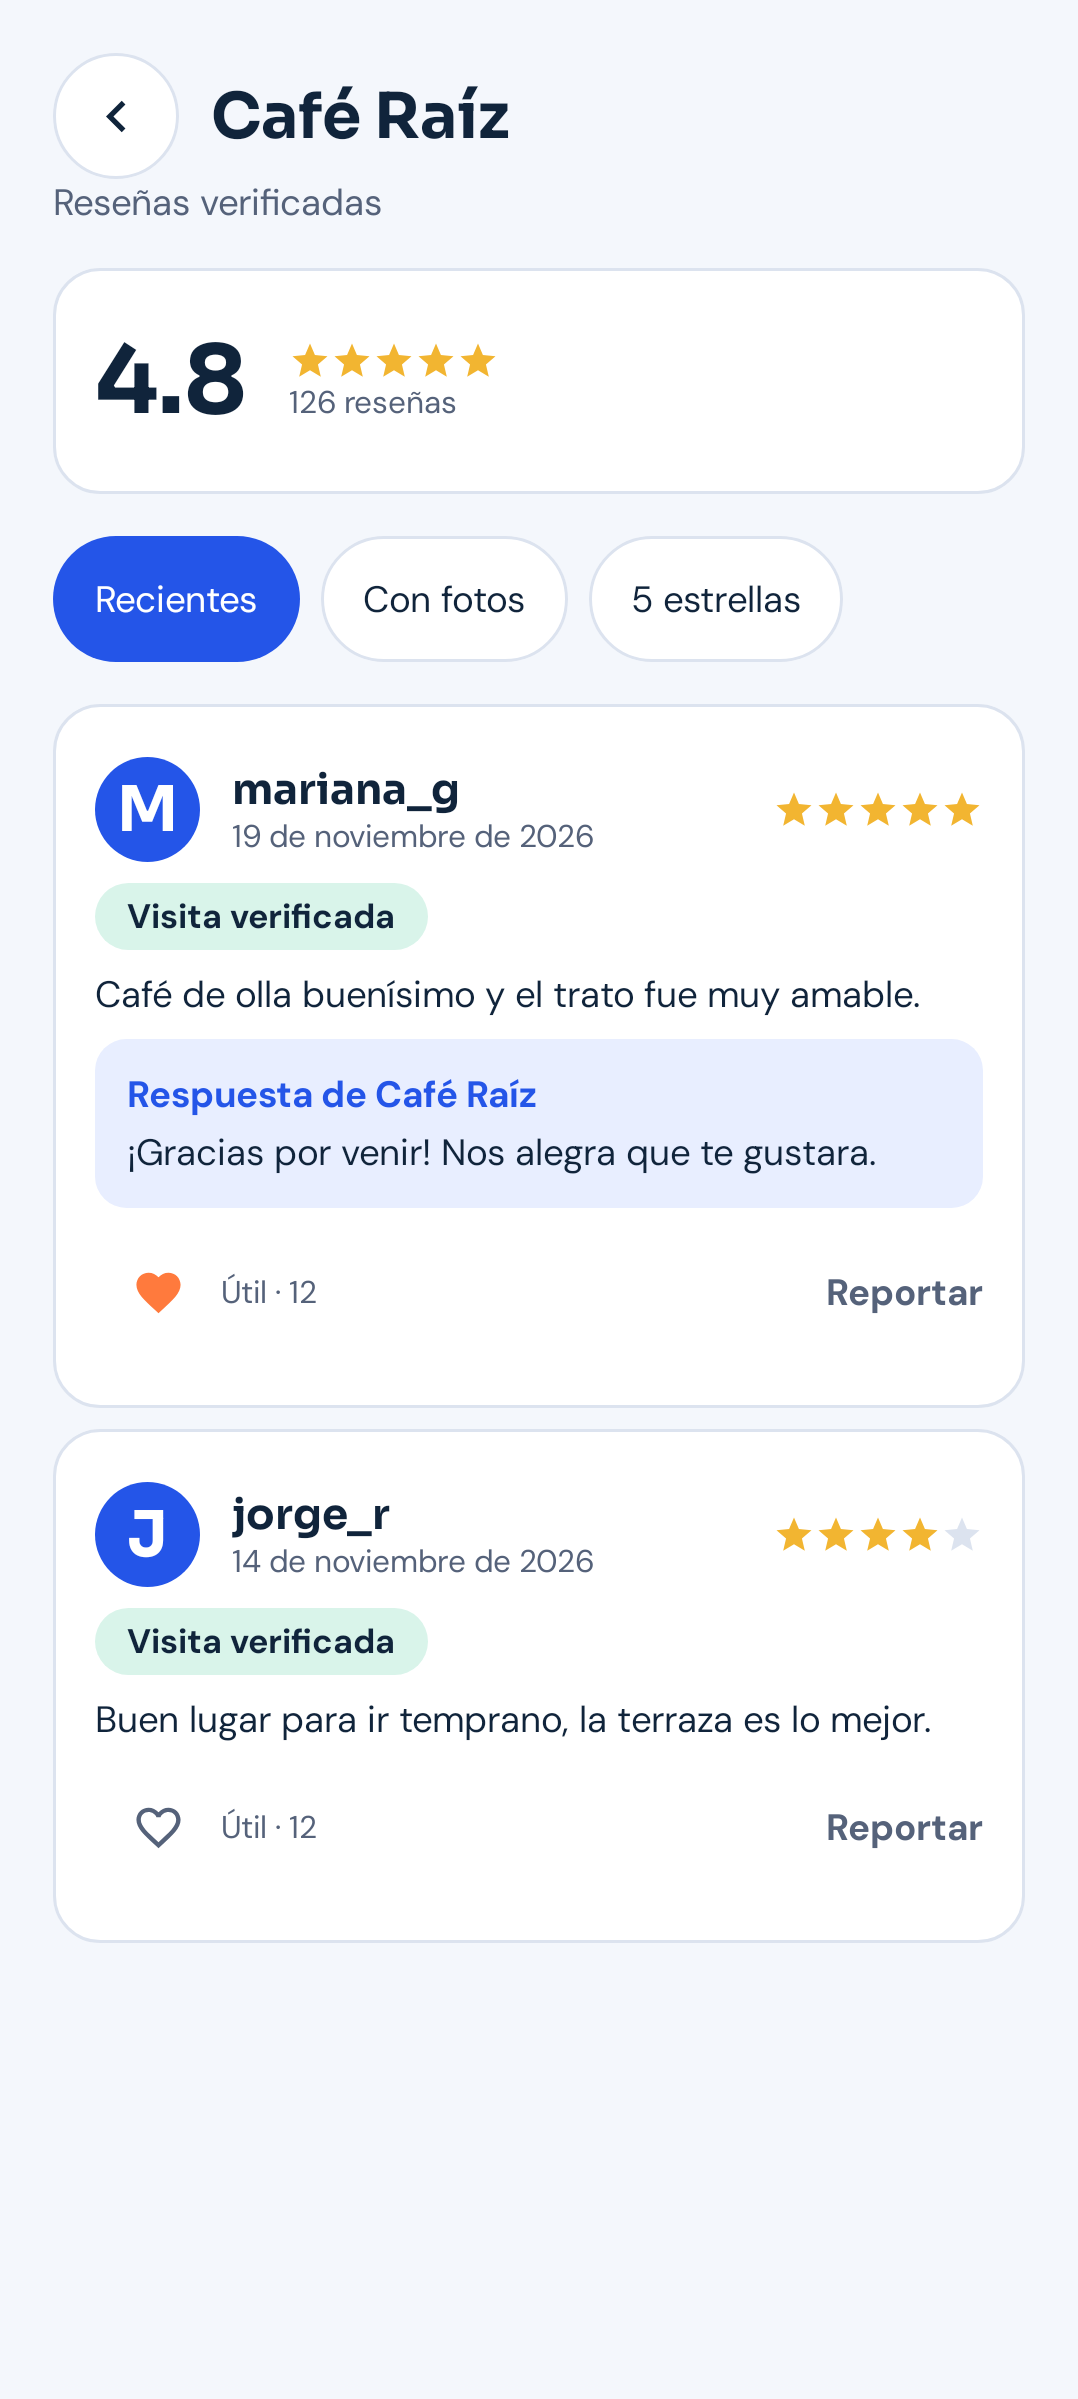 Café Raíz
Reseñas verificadas
4.8
126 reseñas
Recientes
Con fotos
5 estrellas
M
mariana_g
19 de noviembre de 2026
Visita verificada
Café de olla buenísimo y el trato fue muy amable.
Respuesta de Café Raíz
¡Gracias por venir! Nos alegra que te gustara.
Útil · 12
Reportar
J
jorge_r
14 de noviembre de 2026
Visita verificada
Buen lugar para ir temprano, la terraza es lo mejor.
Útil · 12
Reportar